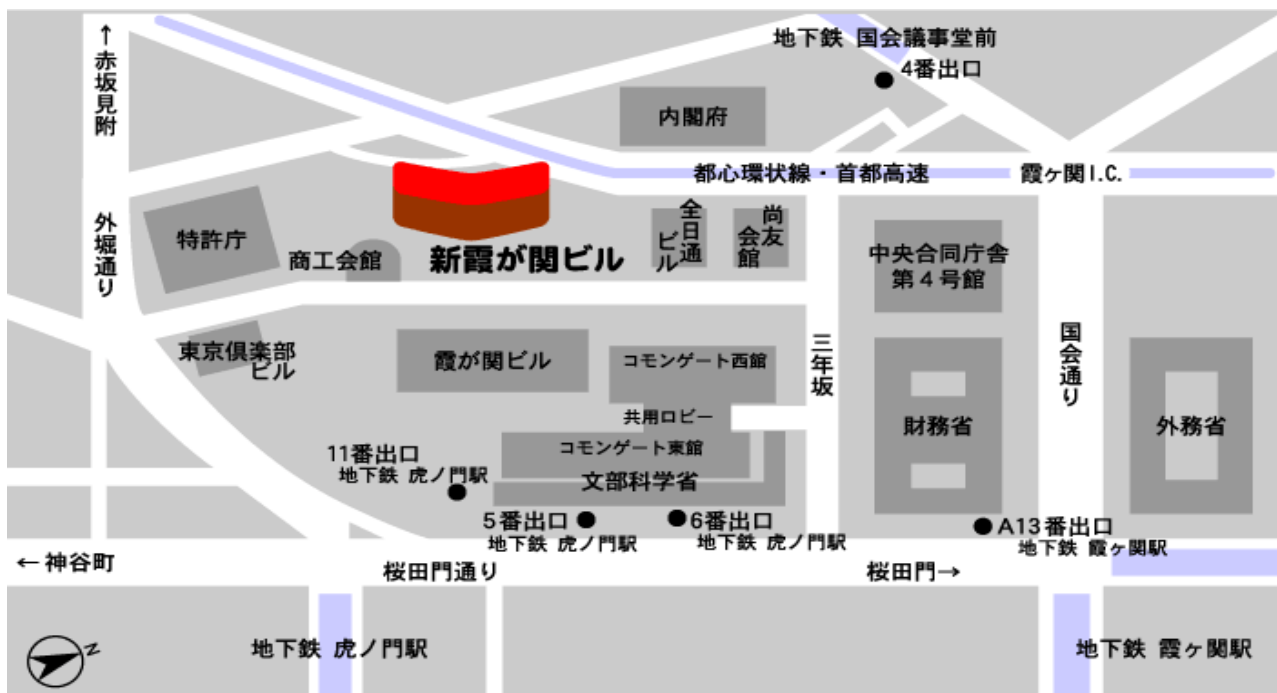 地下鉄 国会議事堂前
4番出口
↑赤坂見附
内閣府
都心環状線・首都高速
霞ヶ関I.C.
外堀通り
特許庁
商工会館
新霞が関ビル
全日通
ビル
尚友
会館
中央合同庁舎
第4号館
東京倶楽部
ビル
霞が関ビル
コモンゲート西館
三年坂
国会通り
共用ロビー
財務省
外務省
コモンゲート東館
11番出口
地下鉄 虎ノ門駅
文部科学省
5番出口
地下鉄 虎ノ門駅
6番出口
地下鉄 虎ノ門駅
A13番出口
地下鉄 霞ヶ関駅
←神谷町
桜田門通り
桜田門→
地下鉄 虎ノ門駅
地下鉄 霞ヶ関駅
N